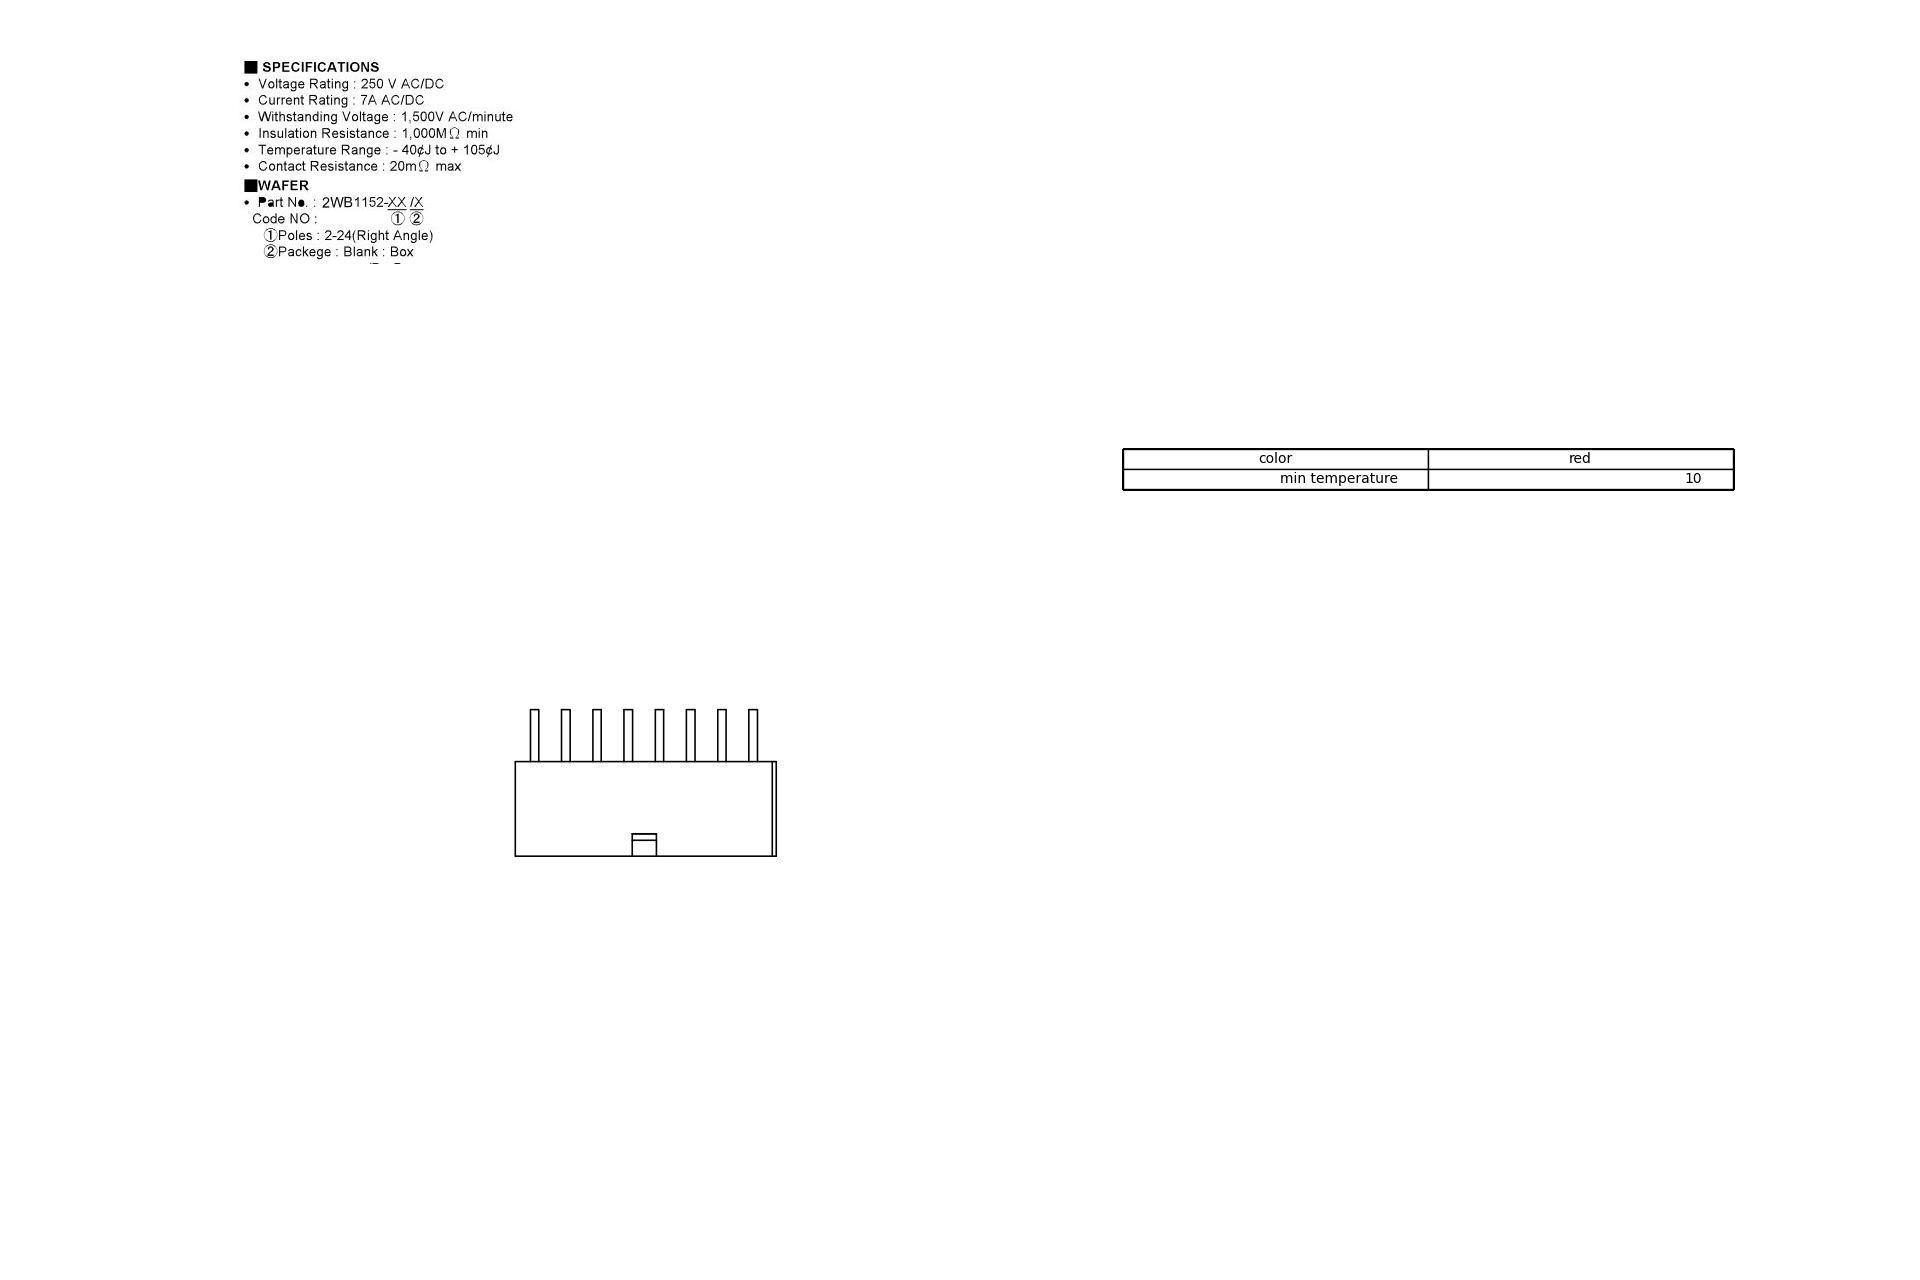 ■ SPECIFICATIONS
• Voltage Rating : 250 V AC/DC
• Current Rating : 7A AC/DC
• Withstanding Voltage : 1,500V AC/minute
• Insulation Resistance : 1,000MΩ min
• Temperature Range : - 40¢J to + 105¢J
• Contact Resistance : 20mΩ max
■WAFER
• Part No. : 2WB1152-XX /X
Code NO : ① ②
①Poles : 2-24(Right Angle)
②Packege : Blank : Box
color red
min temperature 10